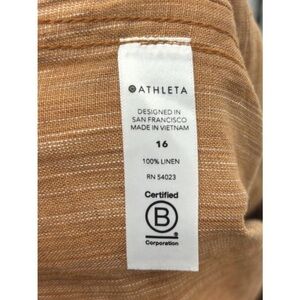 ATHLETA
DESIGNED IN
SAN FRANCISCO
MADE IN VIETNAM
16
100% LINEN
RN 54023
Certified
B
Corporation